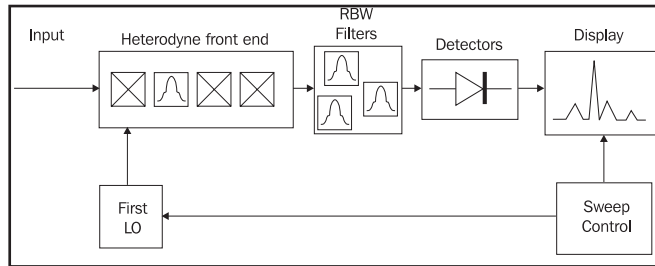 Input
Heterodyne front end
RBW
Filters
Detectors
Display
First
LO
Sweep
Control